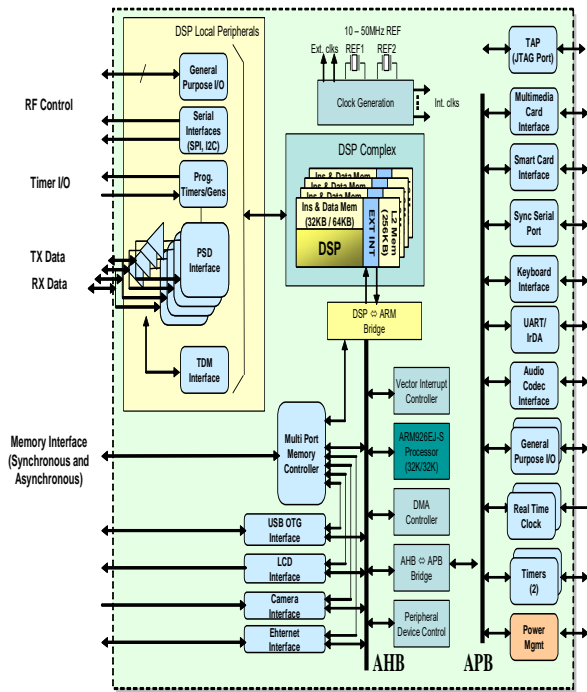 DSP Local Peripherals
General
Purpose I/O
RF Control
Serial
Interfaces
(SPI, I2C)
Timer I/O
Prog.
Timers/Gens
TX Data
RX Data
PSD
Interface
TDM
Interface
10 – 50MHz REF
Ext. clks
REF1
REF2
Clock Generation
Int. clks
DSP Complex
Ins & Data Mem
Ins & Data Mem
Ins & Data Mem
Ins & Data Mem
(32KB / 64KB)
DSP
EXT INT
L2 Mem
(256KB)
DSP ⇔ ARM
Bridge
Vector Interrupt
Controller
Multi Port
Memory
Controller
ARM926EJ-S
Processor
(32K/32K)
Memory Interface
(Synchronous and
Asynchronous)
DMA
Controller
USB OTG
Interface
LCD
Interface
AHB ⇔ APB
Bridge
Camera
Interface
Ehternet
Interface
Peripheral
Device Control
AHB
APB
TAP
(JTAG Port)
Multimedia
Card
Interface
Smart Card
Interface
Sync Serial
Port
Keyboard
Interface
UART/
IrDA
Audio
Codec
Interface
General
Purpose I/O
Real Time
Clock
Timers
(2)
Power
Mgmt